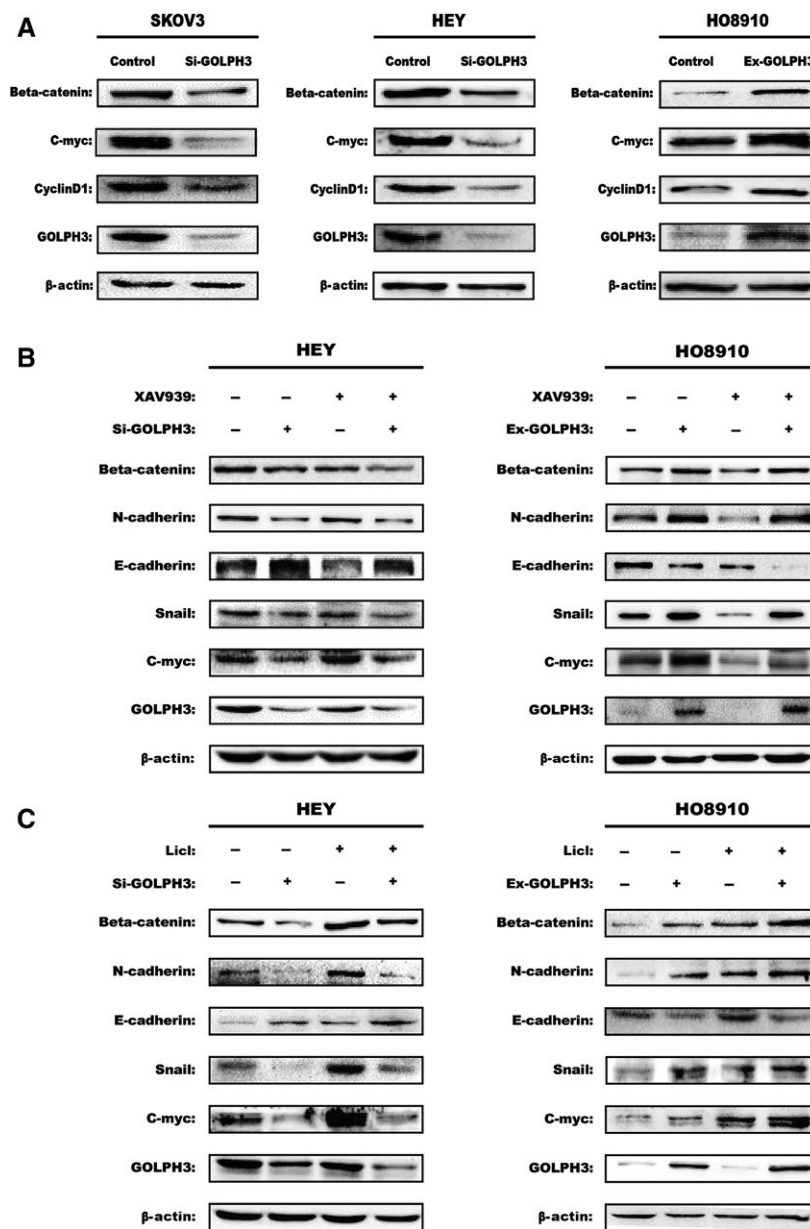 A
SKOV3 HEY HO8910
Control Si-GOLPH3 Control Si-GOLPH3 Control Ex-GOLPH3
Beta-catenin: Beta-catenin: Beta-catenin:
C-myc: C-myc: C-myc:
CyclinD1: CyclinD1: CyclinD1:
GOLPH3: GOLPH3: GOLPH3:
β-actin: β-actin: β-actin:
B
HEY HO8910
XAV939: – – + + XAV939: – – + +
Si-GOLPH3: – + – + Ex-GOLPH3: – + – +
Beta-catenin: Beta-catenin:
N-cadherin: N-cadherin:
E-cadherin: E-cadherin:
Snail: Snail:
C-myc: C-myc:
GOLPH3: GOLPH3:
β-actin: β-actin:
C
HEY HO8910
Licl: – – + + Licl: – – + +
Si-GOLPH3: – + – + Ex-GOLPH3: – + – +
Beta-catenin: Beta-catenin:
N-cadherin: N-cadherin:
E-cadherin: E-cadherin:
Snail: Snail:
C-myc: C-myc:
GOLPH3: GOLPH3:
β-actin: β-actin: